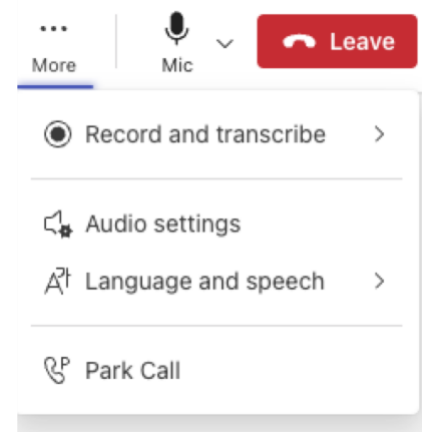 More
Mic
Leave
Record and transcribe
Audio settings
Language and speech
Park Call